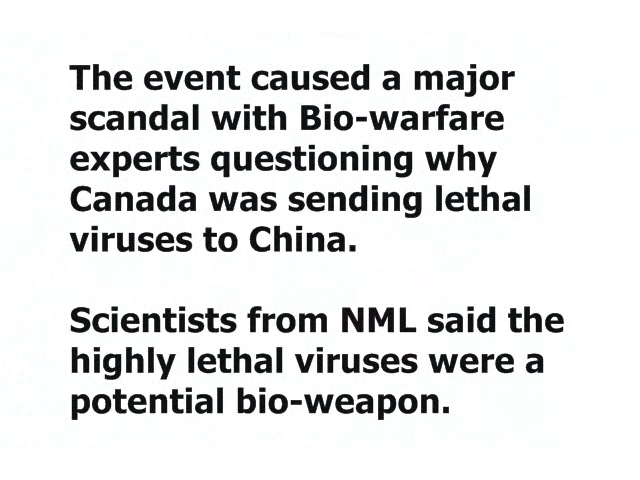 The event caused a major
scandal with Bio-warfare
experts questioning why
Canada was sending lethal
viruses to China.
Scientists from NML said the
highly lethal viruses were a
potential bio-weapon.